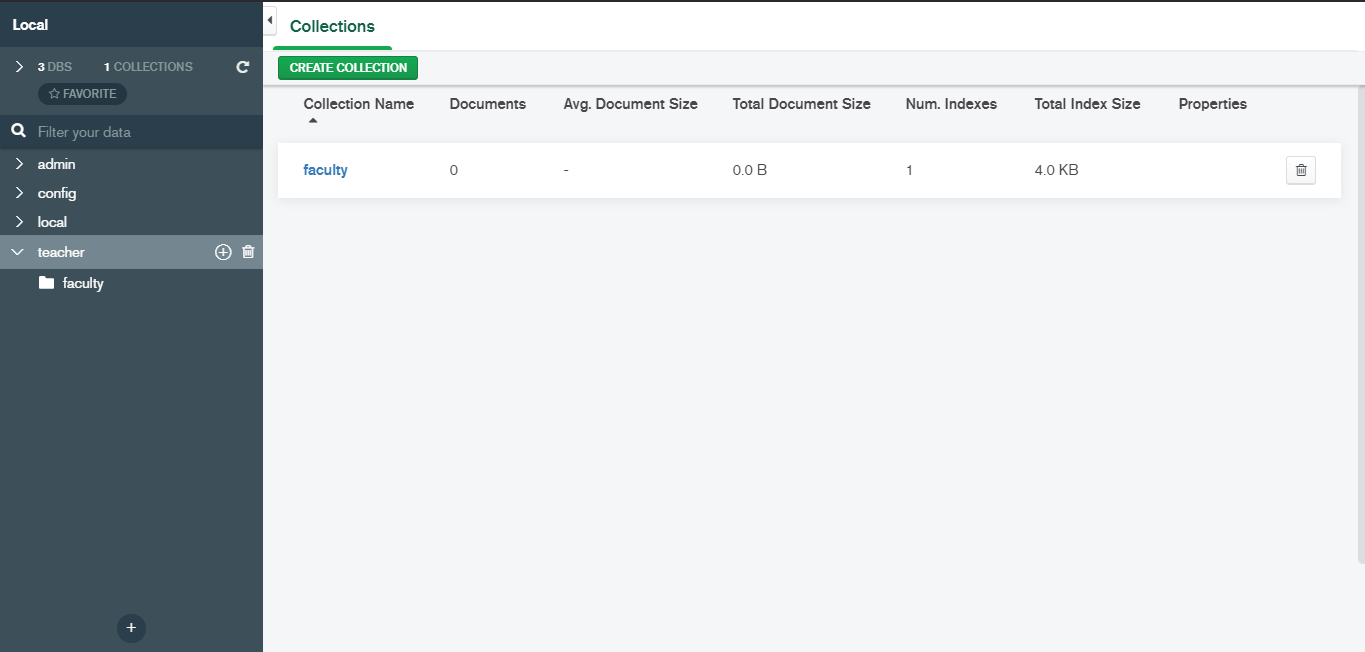 Local
3 DBS 1 COLLECTIONS
FAVORITE
Filter your data
admin
config
local
teacher
faculty
Collections
CREATE COLLECTION
Collection Name Documents Avg. Document Size Total Document Size Num. Indexes Total Index Size Properties
faculty 0 - 0.0 B 1 4.0 KB